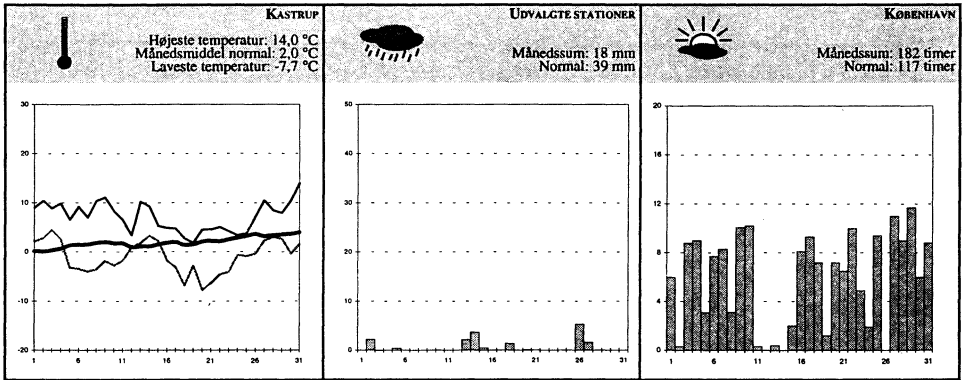 KASTRUP
Højeste temperatur: 14,0 °C
Månedsmiddel normal: 2,0 °C
Laveste temperatur: -7,7 °C
30
20
10
0
-10
-20
1 6 11 16 21 26 31
UDVALGTE STATIONER
Månedssum: 18 mm
Normal: 39 mm
50
40
30
20
10
0
1 6 11 16 21 26 31
KØBENHAVN
Månedssum: 182 timer
Normal: 117 timer
20
16
12
8
4
0
1 6 11 16 21 26 31